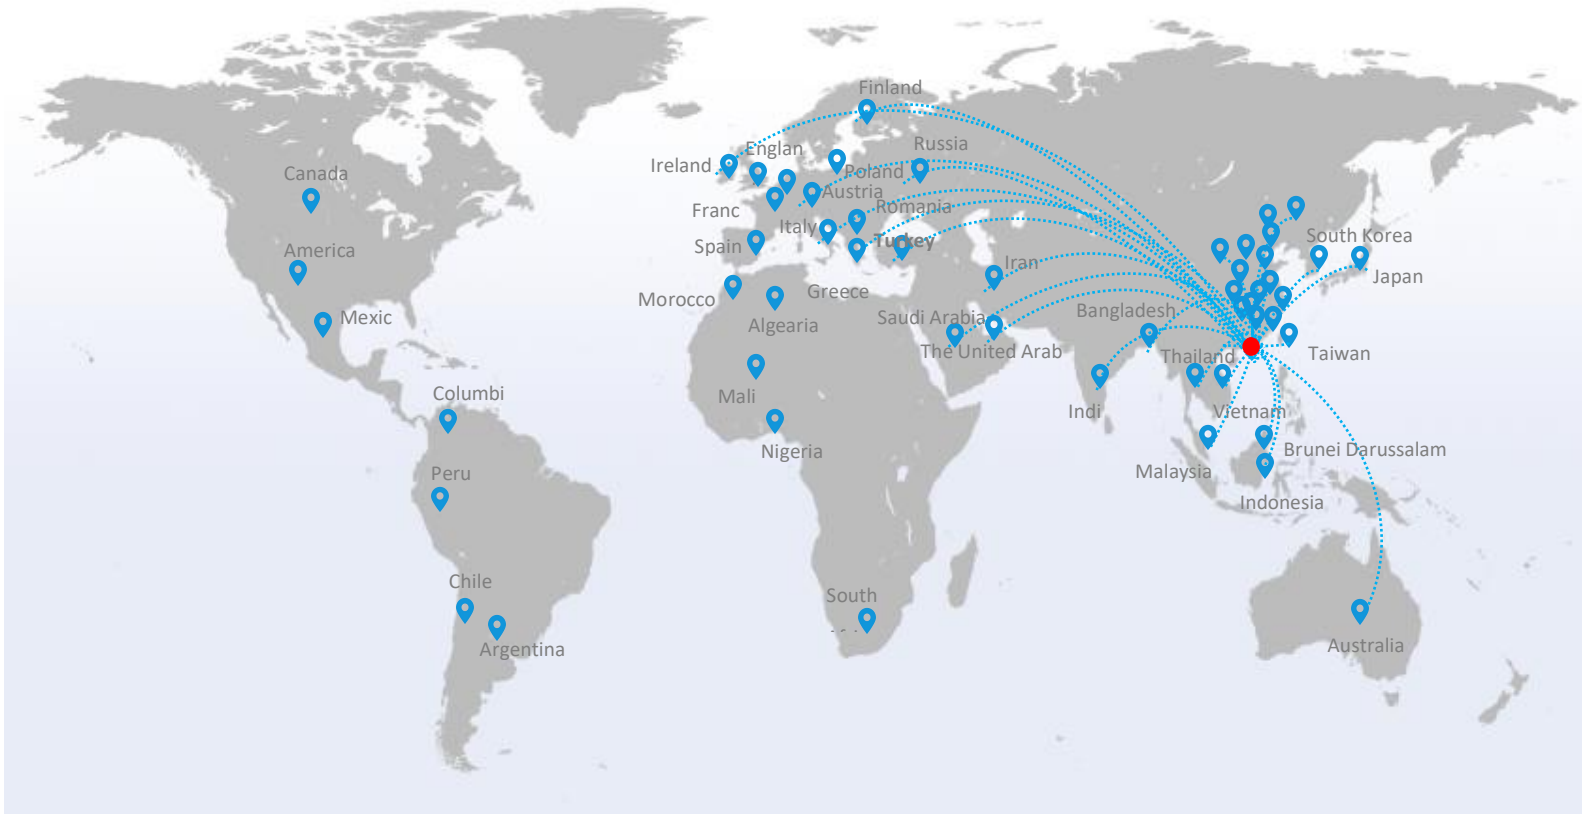 Finland
Englan
Russia
Ireland
Poland
Canada
Austria
Franc
Romania
Italy
Spain
Turkey
South Korea
America
Iran
Japan
Morocco
Greece
Algearia
Saudi Arabia
Bangladesh
Mexic
The United Arab
Thailand
Taiwan
Mali
Columbi
Indi
Vietnam
Nigeria
Brunei Darussalam
Peru
Malaysia
Indonesia
Chile
South
Argentina
Australia